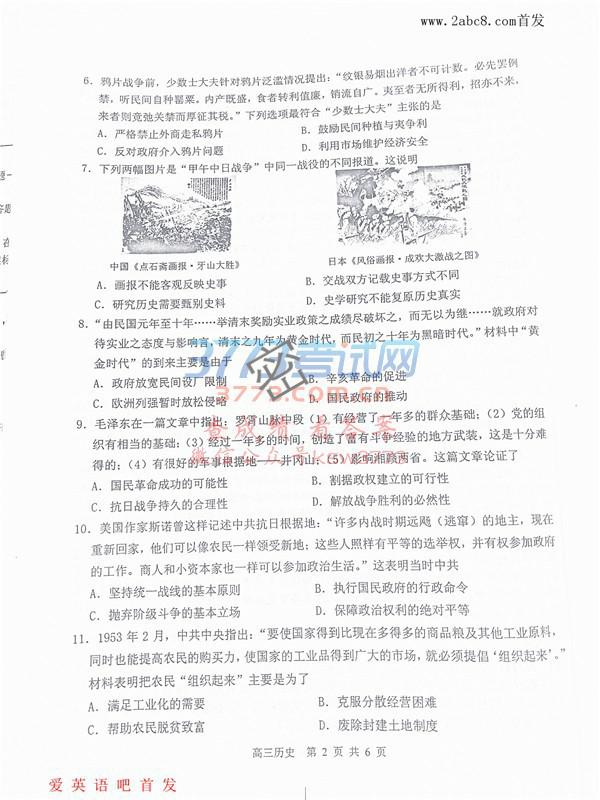 www.2abc8.com首发
6. 鸦片战争前，少数士大夫针对鸦片泛滥情况提出：“纹银易烟出洋者不可计数。必先罢例
禁，听民间自种罂粟。内产既盛，食者转利值廉，销流自广。夷至者无所得利，招亦不来，
来者则竟弛关禁而厚征其税。”下列选项最符合“少数士大夫”主张的是
A．严格禁止外商走私鸦片 B．鼓励民间种植与夷争利
C．反对政府介入鸦片问题 D．利用市场维护经济安全
7. 下列两幅图片是“甲午中日战争”中同一战役的不同报道。这说明
中国《点石斋画报·牙山大胜》 日本《风俗画报·成欢大激战之图》
A．画报不能客观反映史事 B．交战双方记载史事方式不同
C．研究历史需要甄别史料 D．史学研究不能复原历史真实
8. “由民国元年至十年……举清末奖励实业政策之成绩尽破坏之，而无以为继……就政府对
待实业之态度与影响言，清末之九年为黄金时代，而民初之十年为黑暗时代。”材料中“黄
金时代”的到来主要是由于
A．政府放宽民间设厂限制 B．辛亥革命的促进
C．欧洲列强暂时放松侵略 D．国民政府的推动
9. 毛泽东在一篇文章中指出：罗霄山脉中段（1）有经营了一年多的群众基础；（2）党的组
织有相当的基础；（3）经过一年多的时间，创造了富有斗争经验的地方武装，这是十分难
得的；（4）有很好的军事根据地——井冈山；（5）影响湘赣两省。这篇文章论证了
A．国民革命成功的可能性 B．割据政权建立的可行性
C．抗日战争持久的合理性 D．解放战争胜利的必然性
10. 美国作家斯诺曾这样记述中共抗日根据地：“许多内战时期远飏（逃窜）的地主，现在
重新回家，他们可以像农民一样领受新地；这些人照样有平等的选举权，并有权参加政府
的工作。商人和小资本家也一样可以参加政治生活。”这表明当时中共
A．坚持统一战线的基本原则 B．执行国民政府的行政命令
C．抛弃阶级斗争的基本立场 D．保障政治权利的绝对平等
11. 1953 年 2 月，中共中央指出：“要使国家得到比现在多得多的商品粮及其他工业原料，
同时也能提高农民的购买力，使国家的工业品得到广大的市场，就必须提倡‘组织起来’。”
材料表明把农民“组织起来”主要是为了
A．满足工业化的需要 B．克服分散经营困难
C．帮助农民脱贫致富 D．废除封建土地制度
高三历史 第 2 页 共 6 页
爱英语吧首发
密